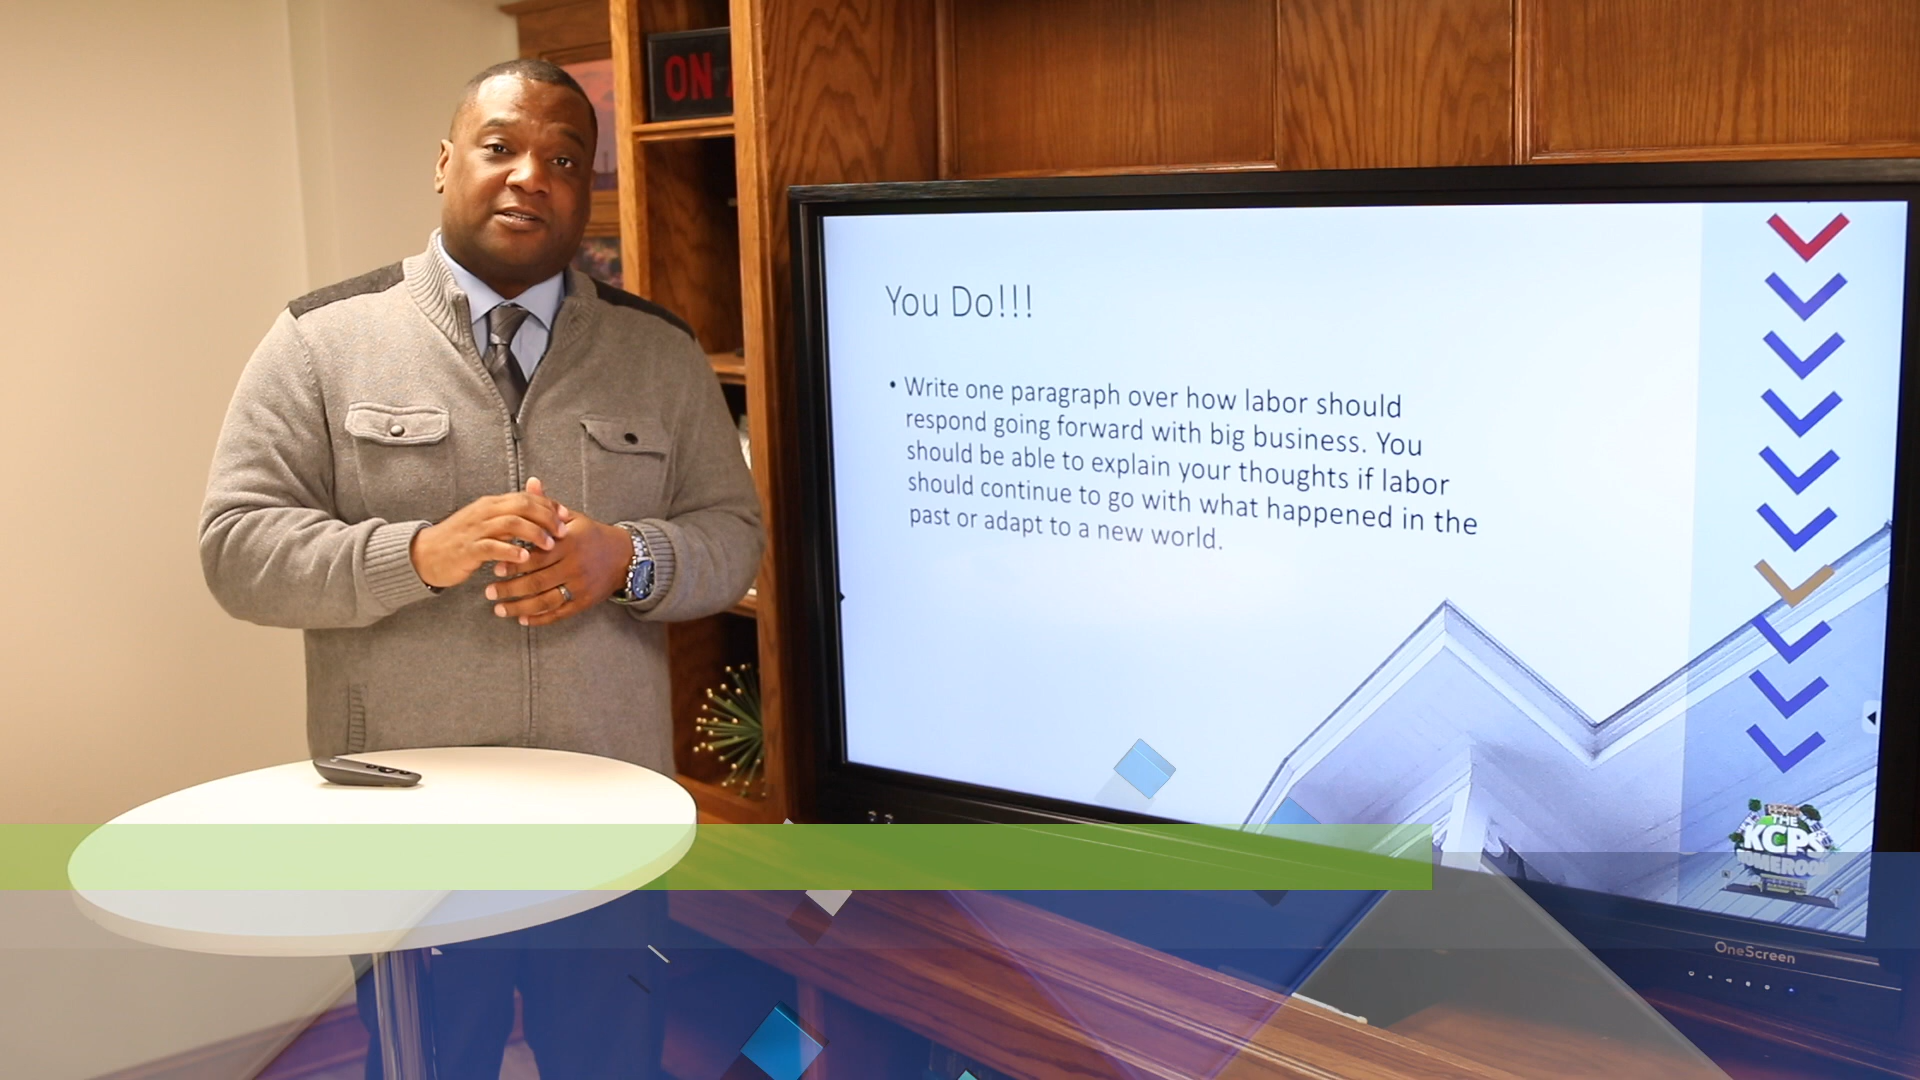 ON
You Do!!!
• Write one paragraph over how labor should
respond going forward with big business. You
should be able to explain your thoughts if labor
should continue to go with what happened in the
past or adapt to a new world.
THE
KCPS
HOMEROOM
OneScreen